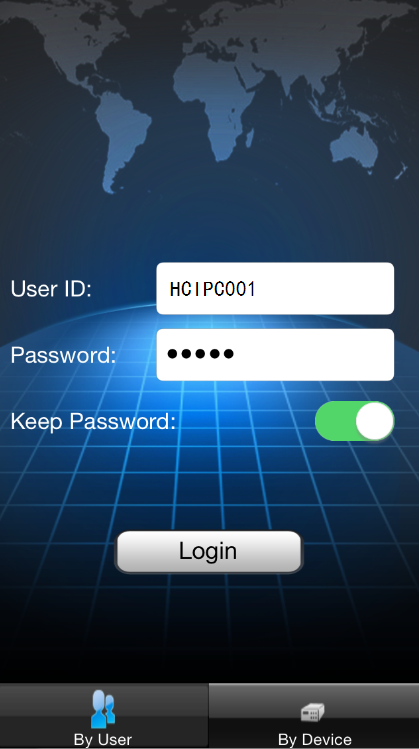 User ID: HCIPC001
Password: •••••
Keep Password:
Login
By User By Device